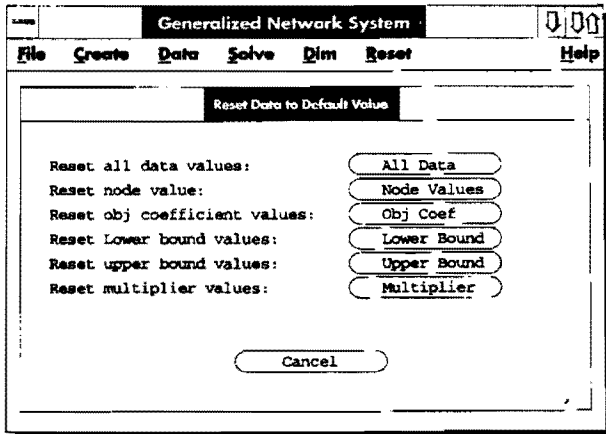 Generalized Network System
File Create Data Solve Dim Reset Help
Reset Data to Default Value
Reset all data values: All Data
Reset node value: Node Values
Reset obj coefficient values: Obj Coef
Reset Lower bound values: Lower Bound
Reset upper bound values: Upper Bound
Reset multiplier values: Multiplier
Cancel